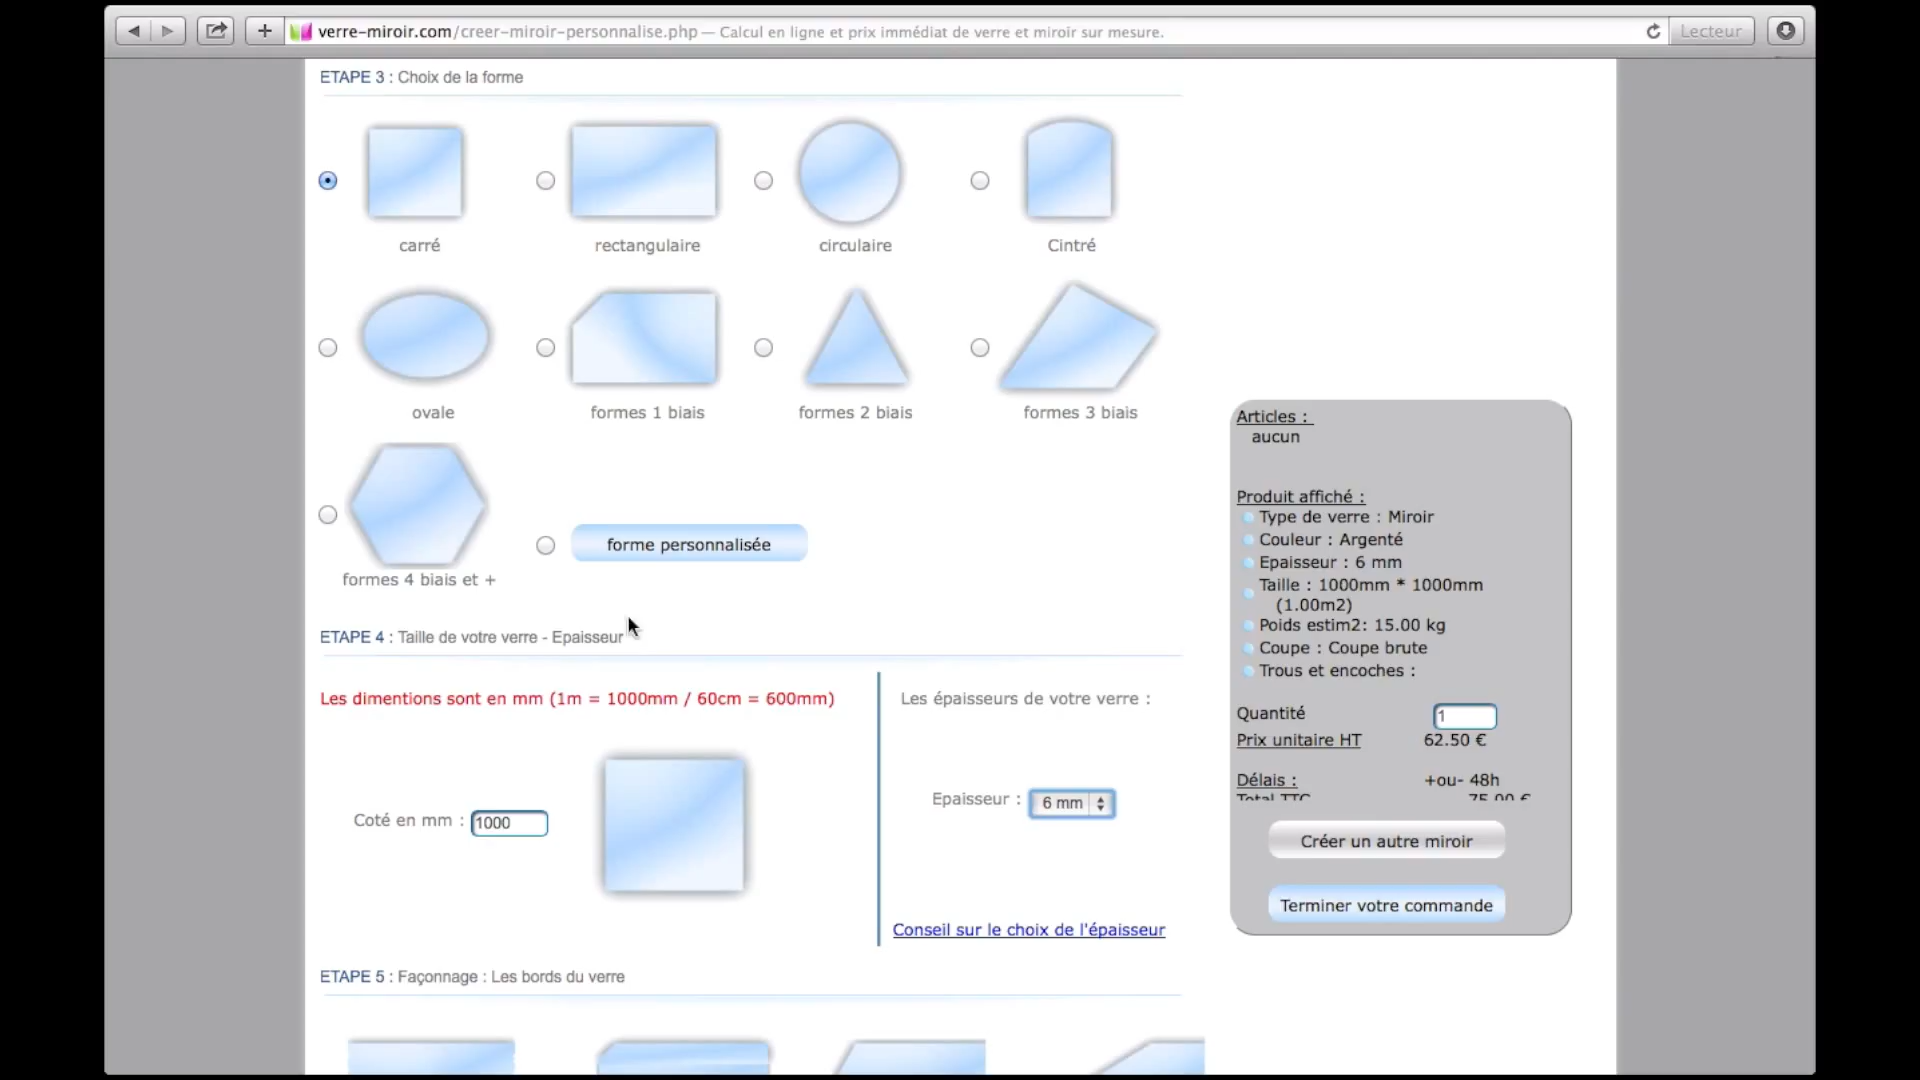 verre-miroir.com/creer-miroir-personnalise.php — Calcul en ligne et prix immédiat de verre et miroir sur mesure.
Lecteur
ETAPE 3 : Choix de la forme
carré
rectangulaire
circulaire
Cintré
ovale
formes 1 biais
formes 2 biais
formes 3 biais
formes 4 biais et +
forme personnalisée
ETAPE 4 : Taille de votre verre - Epaisseur
Les dimentions sont en mm (1m = 1000mm / 60cm = 600mm)
Coté en mm : 1000
Les épaisseurs de votre verre :
Epaisseur : 6 mm
Conseil sur le choix de l'épaisseur
ETAPE 5 : Façonnage : Les bords du verre
Articles :
aucun
Produit affiché :
Type de verre : Miroir
Couleur : Argenté
Epaisseur : 6 mm
Taille : 1000mm * 1000mm
(1.00m2)
Poids estim2: 15.00 kg
Coupe : Coupe brute
Trous et encoches :
Quantité 1
Prix unitaire HT 62.50 €
Délais : +ou- 48h
Total TTC 75.00 €
Créer un autre miroir
Terminer votre commande